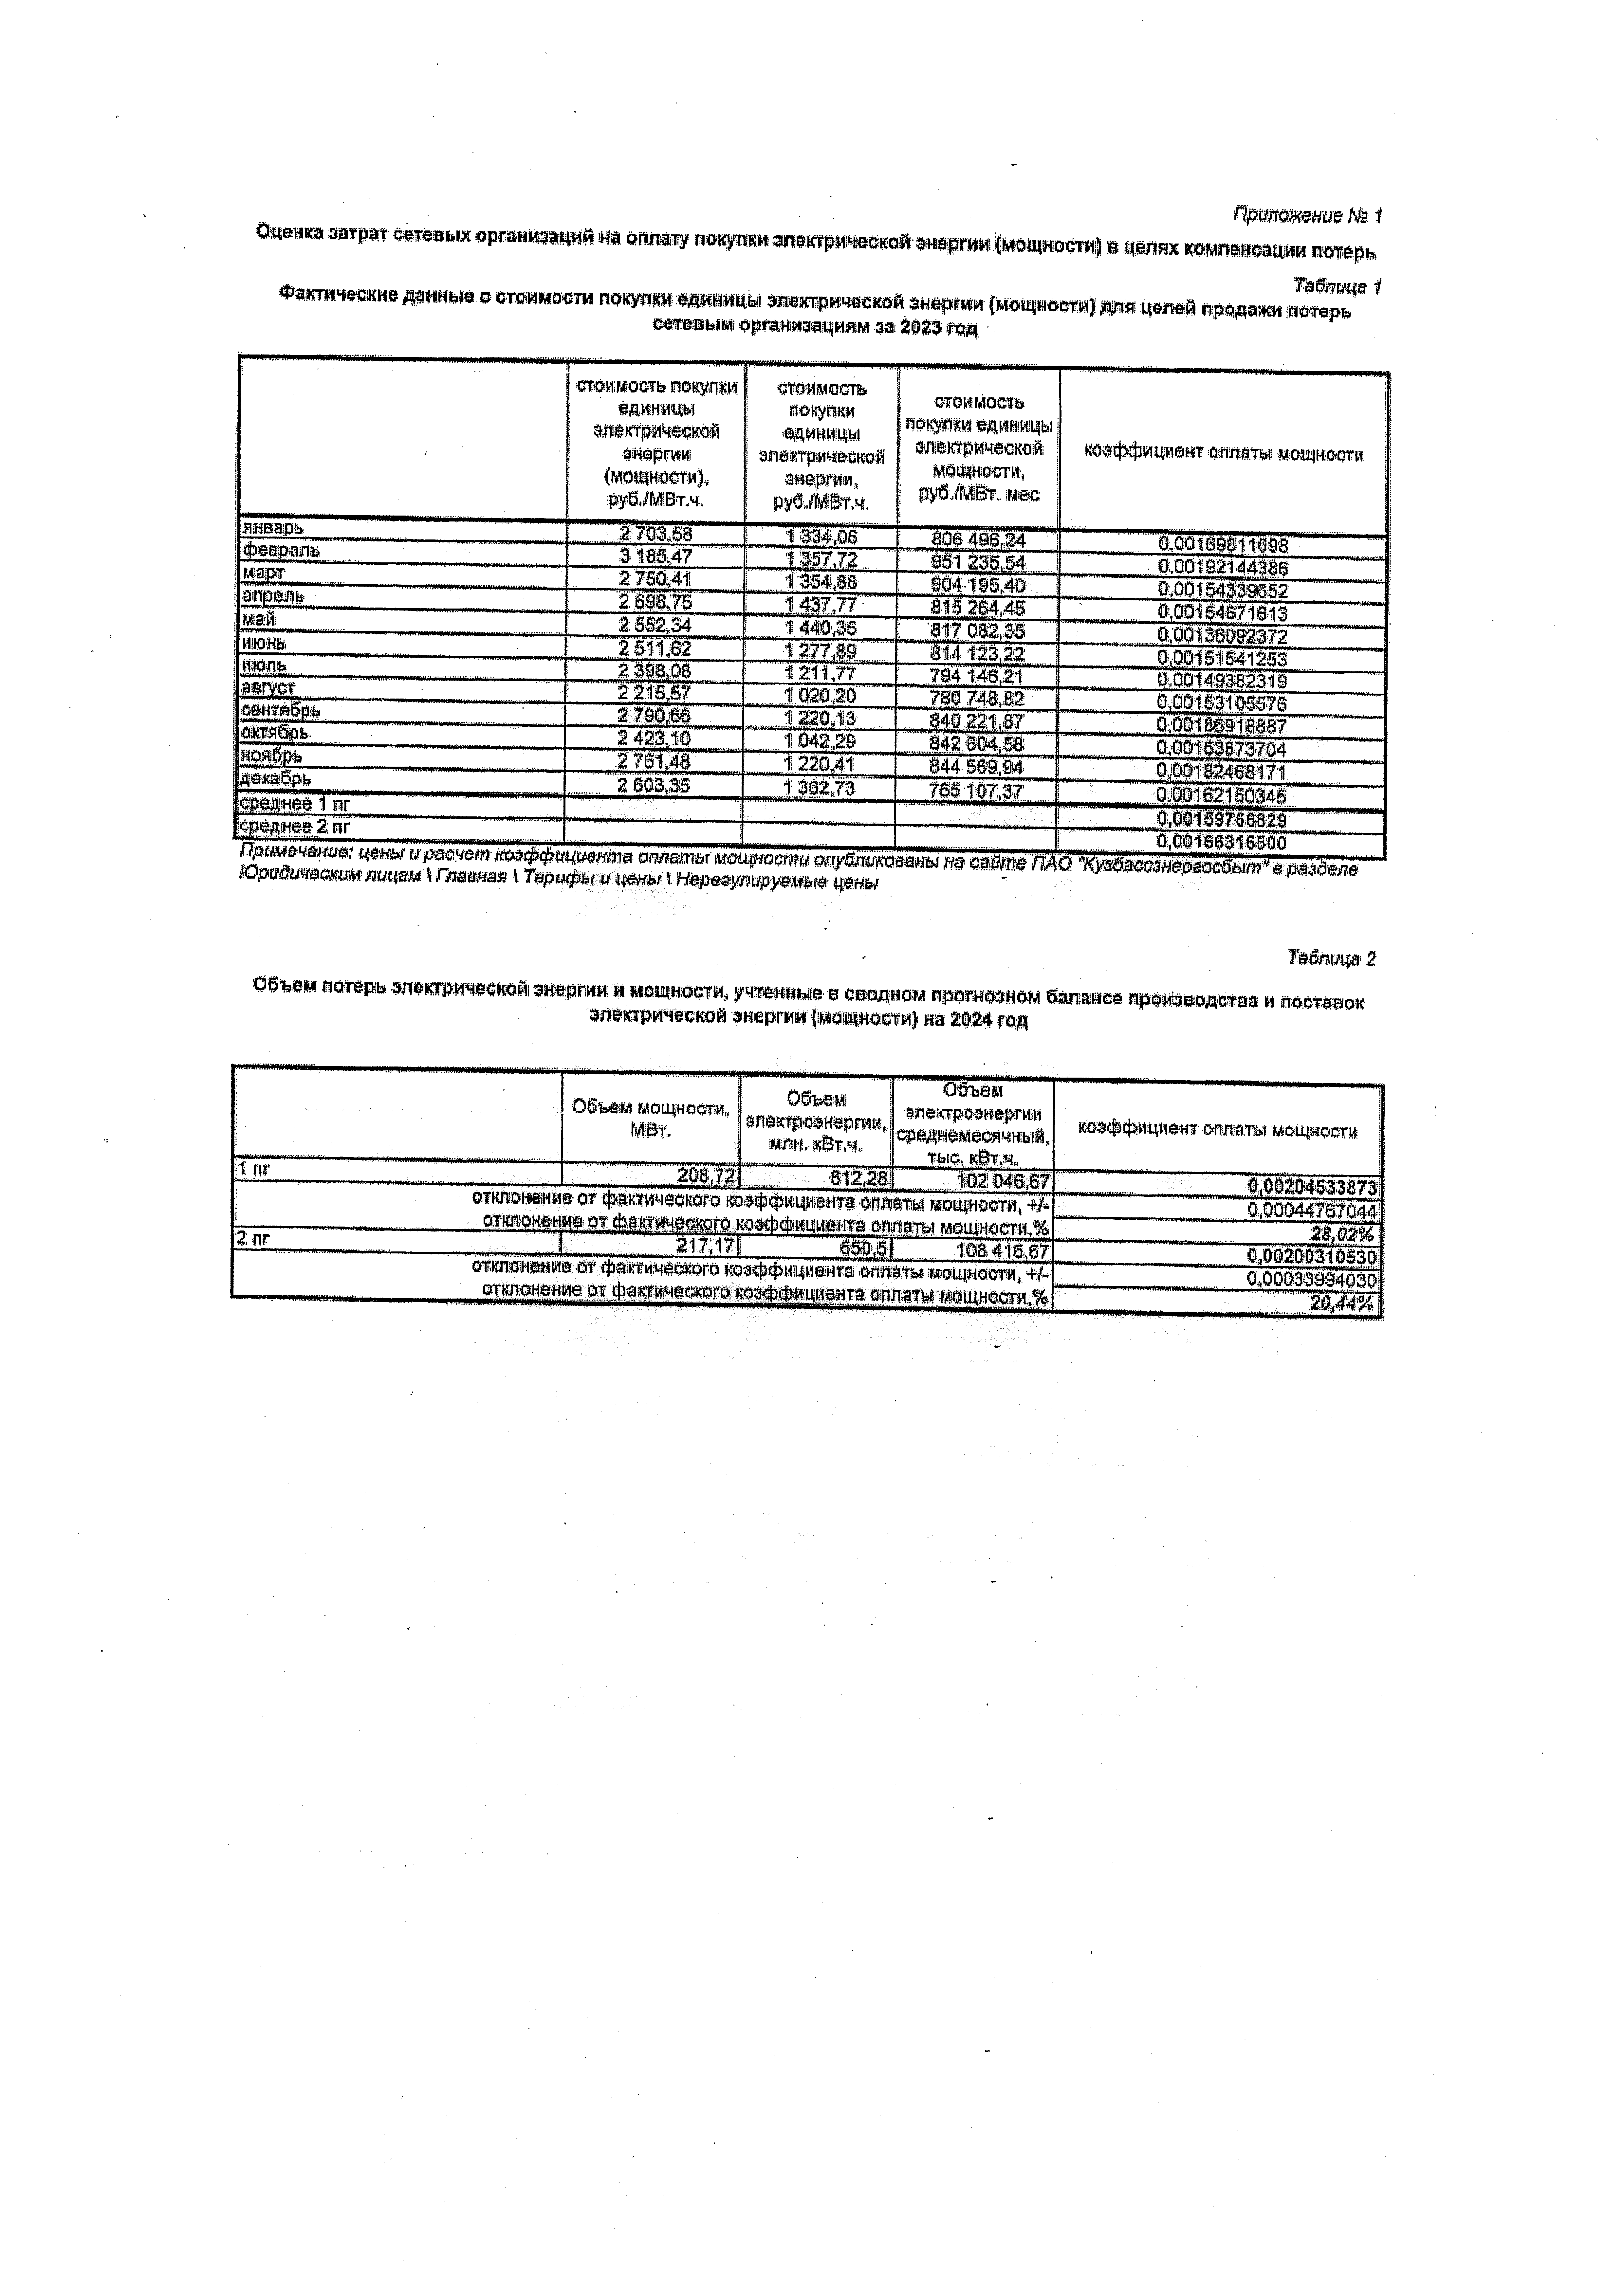 Приложение № 1
Оценка затрат сетевых организаций на оплату покупки электрической энергии (мощности) в целях компенсации потерь
Таблица 1
Фактические данные о стоимости покупки единицы электрической энергии (мощности) для целей продажи потерь
сетевым организациям за 2023 год
стоимость покупки единицы электрической энергии (мощности), руб./МВт.ч. стоимость покупки единицы электрической энергии, руб./МВт.ч. стоимость покупки единицы электрической мощности, руб./МВт. мес коэффициент оплаты мощности
январь 2 703,58 1 334,06 806 496,24 0,00169811698
февраль 3 185,47 1 357,72 951 235,54 0,00192144386
март 2 750,41 1 354,88 904 195,40 0,00154339652
апрель 2 698,75 1 437,77 815 264,45 0,00154671613
май 2 552,34 1 440,35 817 082,35 0,00136092372
июнь 2 511,62 1 277,89 814 123,22 0,00151541253
июль 2 398,08 1 211,77 794 146,21 0,00149382319
август 2 215,57 1 020,20 780 748,82 0,00153105576
сентябрь 2 790,66 1 220,13 840 221,87 0,00186918887
октябрь 2 423,10 1 042,29 842 604,58 0,00163873704
ноябрь 2 761,48 1 220,41 844 569,94 0,00182468171
декабрь 2 603,35 1 362,73 765 107,37 0,00162150345
среднее 1 пг 0,00159766829
среднее 2 пг 0,00166316500
Примечание: цены и расчет коэффициента оплаты мощности опубликованы на сайте ПАО "Кузбассэнергосбыт" в разделе
Юридическим лицам \ Главная \ Тарифы и цены \ Нерегулируемые цены
Таблица 2
Объем потерь электрической энергии и мощности, учтенные в сводном прогнозном балансе производства и поставок
электрической энергии (мощности) на 2024 год
Объем мощности, МВт. Объем электроэнергии, млн. кВт.ч. Объем электроэнергии среднемесячный, тыс. кВт.ч. коэффициент оплаты мощности
1 пг 208,72 612,28 102 046,67 0,00204533873
отклонение от фактического коэффициента оплаты мощности, +/- 0,00044767044
отклонение от фактического коэффициента оплаты мощности, % 28,02%
2 пг 217,17 650,5 108 416,67 0,00200310530
отклонение от фактического коэффициента оплаты мощности, +/- 0,00033994030
отклонение от фактического коэффициента оплаты мощности, % 20,44%